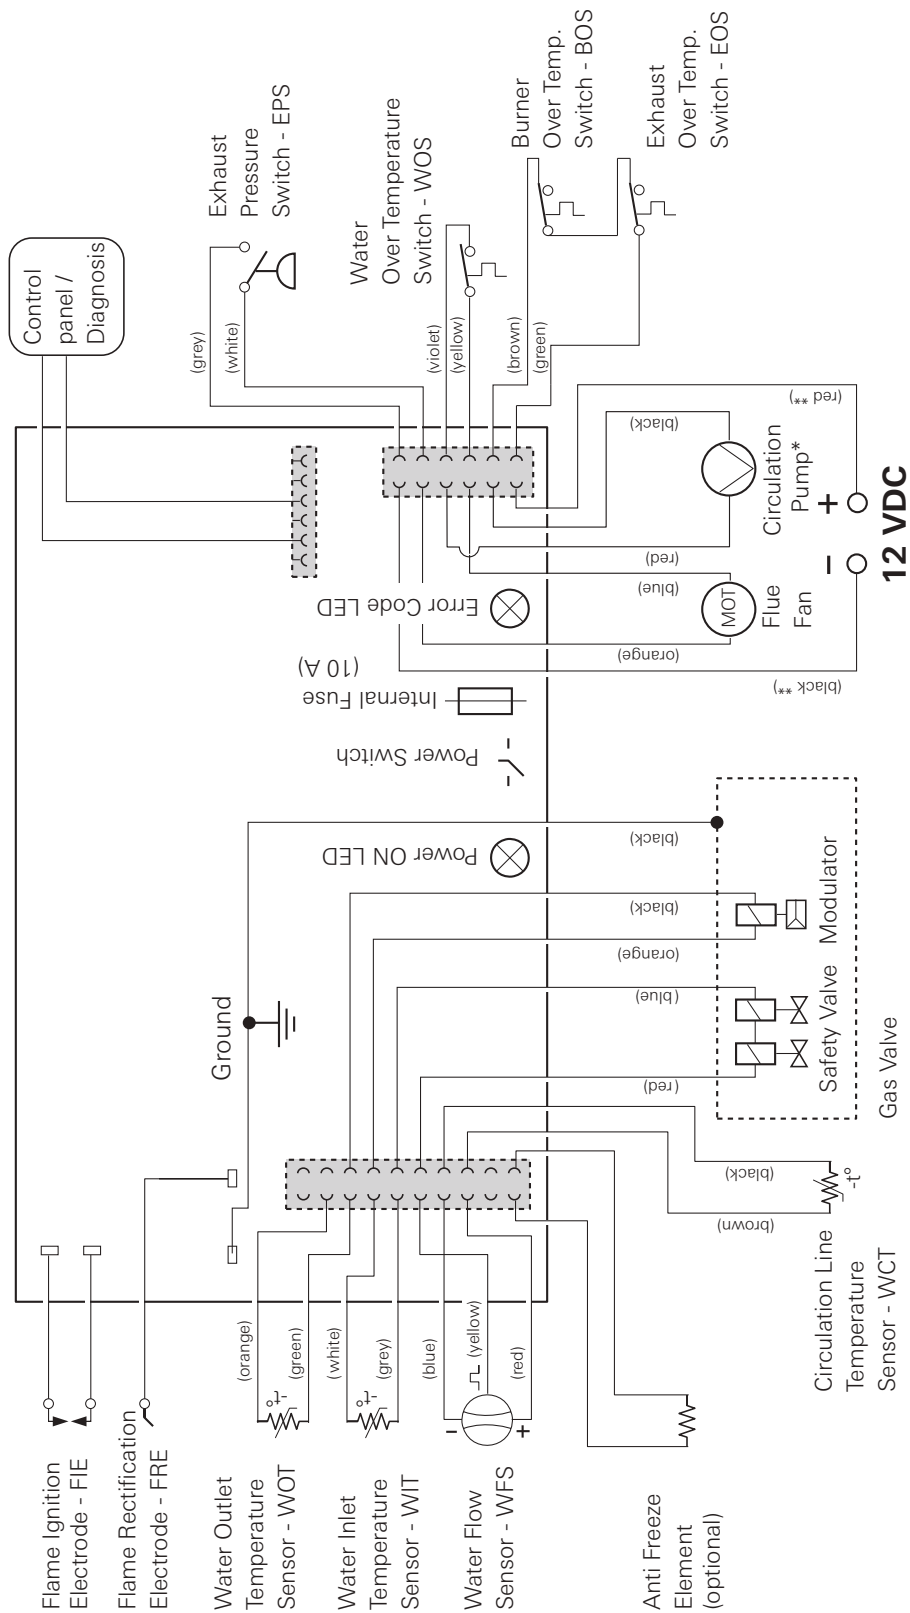 Control
panel /
Diagnosis
Exhaust
Pressure
Switch - EPS
(grey)
(white)
Water
Over Temperature
Switch - WOS
(violet)
(yellow)
Burner
Over Temp.
Switch - BOS
Exhaust
Over Temp.
Switch - EOS
(brown)
(green)
(red **)
(black)
Circulation
Pump*
+
–
12 VDC
(red)
(blue)
MOT
Flue
Fan
(orange)
(black **)
Error Code LED
Internal Fuse
(10 A)
Power Switch
Power ON LED
Ground
(black)
(black)
(orange)
(blue)
(red)
Modulator
Safety Valve
Gas Valve
(black)
(brown)
-t°
Circulation Line
Temperature
Sensor - WCT
Flame Ignition
Electrode - FIE
Flame Rectification
Electrode - FRE
Water Outlet
Temperature
Sensor - WOT
(orange)
(green)
-t°
Water Inlet
Temperature
Sensor - WIT
(white)
(grey)
-t°
Water Flow
Sensor - WFS
(blue)
(yellow)
(red)
–
+
Anti Freeze
Element
(optional)